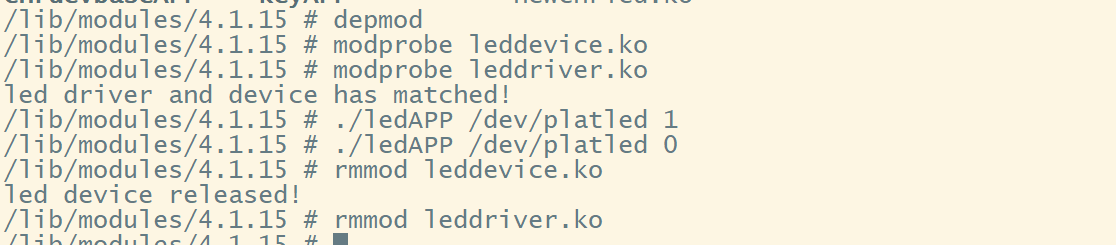 /lib/modules/4.1.15 # depmod
/lib/modules/4.1.15 # modprobe leddevice.ko
/lib/modules/4.1.15 # modprobe leddriver.ko
led driver and device has matched!
/lib/modules/4.1.15 # ./ledAPP /dev/platled 1
/lib/modules/4.1.15 # ./ledAPP /dev/platled 0
/lib/modules/4.1.15 # rmmod leddevice.ko
led device released!
/lib/modules/4.1.15 # rmmod leddriver.ko
/lib/modules/4.1.15 #